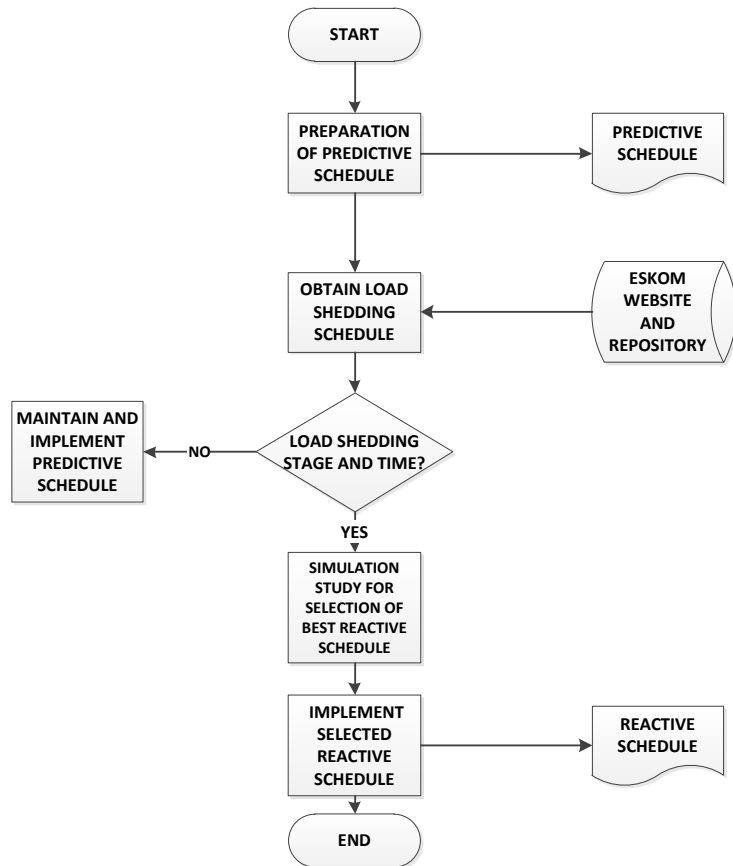 START
PREPARATION
OF PREDICTIVE
SCHEDULE
PREDICTIVE
SCHEDULE
OBTAIN LOAD
SHEDDING
SCHEDULE
ESKOM
WEBSITE
AND
REPOSITORY
LOAD SHEDDING
STAGE AND TIME?
NO
MAINTAIN AND
IMPLEMENT
PREDICTIVE
SCHEDULE
YES
SIMULATION
STUDY FOR
SELECTION OF
BEST REACTIVE
SCHEDULE
IMPLEMENT
SELECTED
REACTIVE
SCHEDULE
REACTIVE
SCHEDULE
END